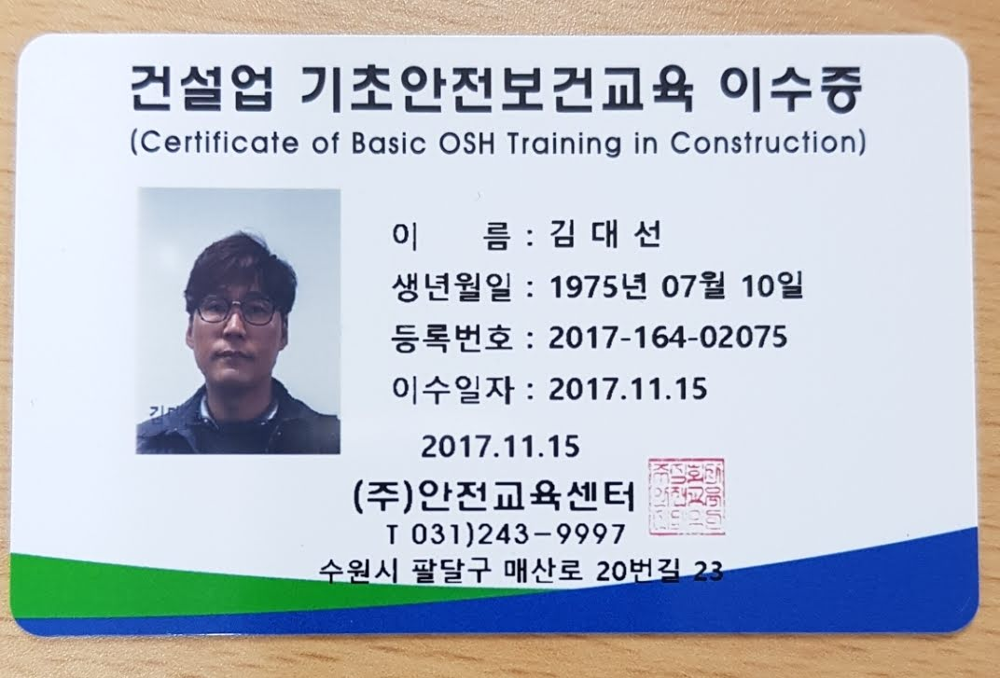 건설업 기초안전보건교육 이수증
(Certificate of Basic OSH Training in Construction)
이 름 : 김 대 선
생년월일 : 1975년 07월 10일
등록번호 : 2017-164-02075
이수일자 : 2017.11.15
2017.11.15
(주)안전교육센터
T 031)243-9997
수원시 팔달구 매산로 20번길 23